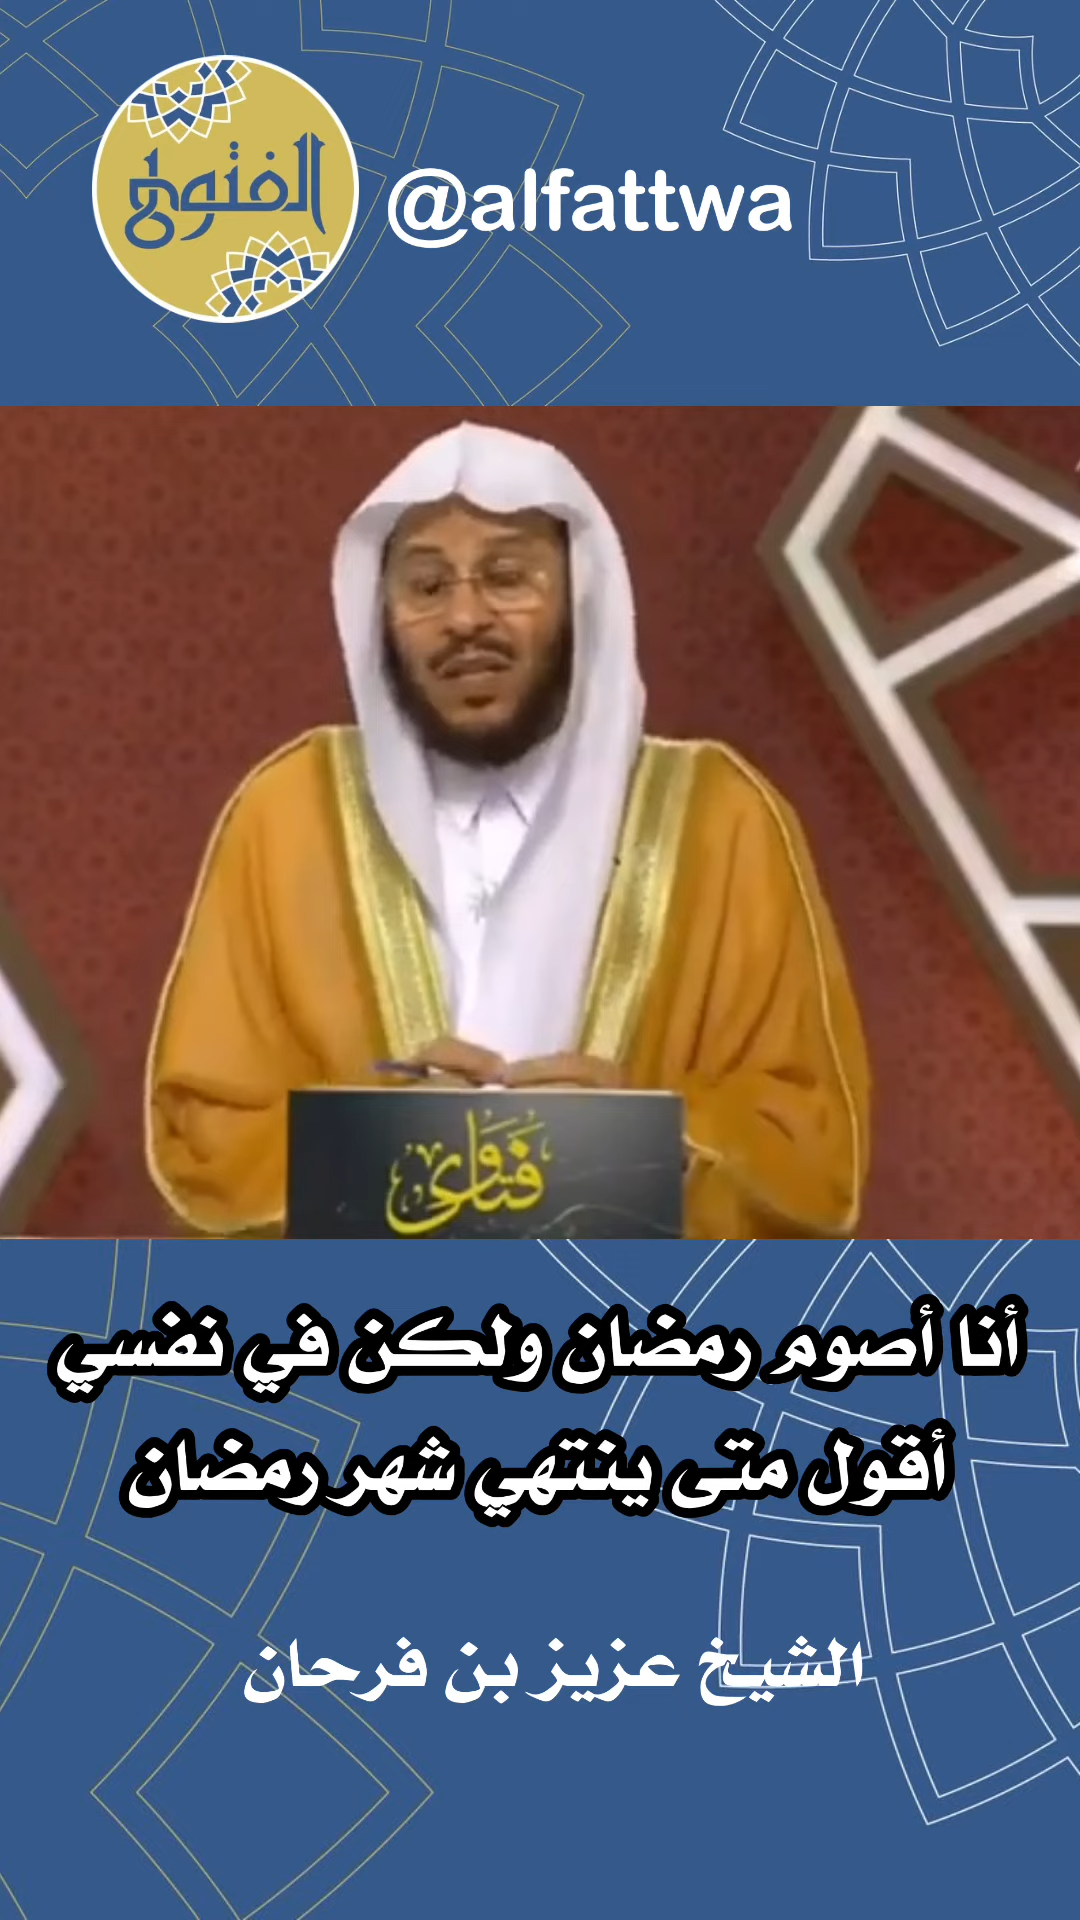 الفتوى
@alfattwa
فتاوى
أنا أصوم رمضان ولكن في نفسي
أقول متى ينتهي شهر رمضان
الشيخ عزيز بن فرحان